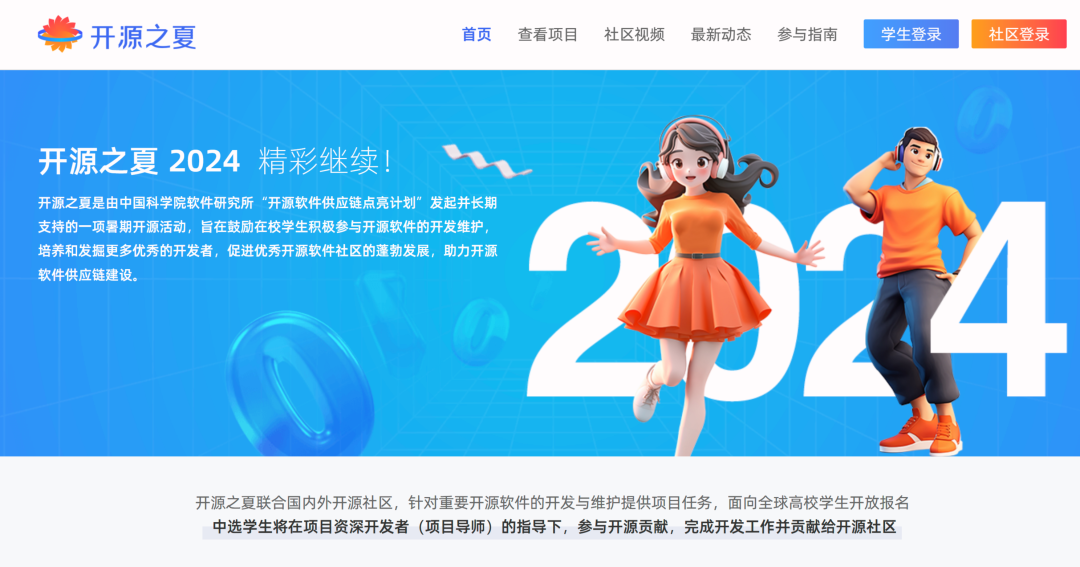 开源之夏
首页 查看项目 社区视频 最新动态 参与指南 学生登录 社区登录
开源之夏 2024 精彩继续！
开源之夏是由中国科学院软件研究所“开源软件供应链点亮计划”发起并长期
支持的一项暑期开源活动，旨在鼓励在校学生积极参与开源软件的开发维护，
培养和发掘更多优秀的开发者，促进优秀开源软件社区的蓬勃发展，助力开源
软件供应链建设。
2024
开源之夏联合国内外开源社区，针对重要开源软件的开发与维护提供项目任务，面向全球高校学生开放报名
中选学生将在项目资深开发者（项目导师）的指导下，参与开源贡献，完成开发工作并贡献给开源社区